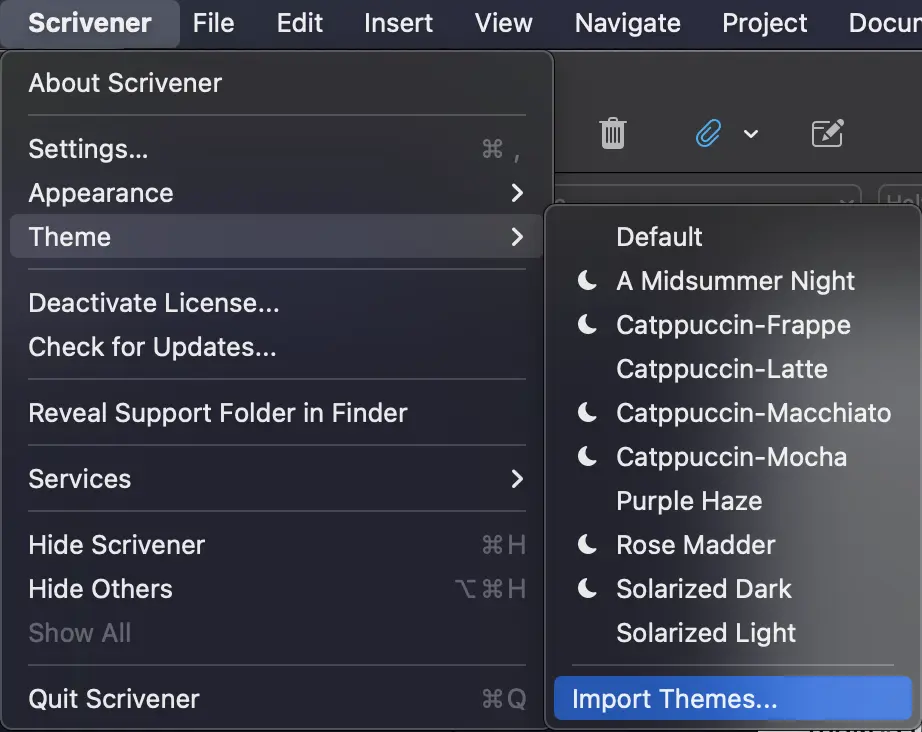 Scrivener File Edit Insert View Navigate Project
About Scrivener
Settings... ⌘ ,
Appearance
Theme
Deactivate License...
Check for Updates...
Reveal Support Folder in Finder
Services
Hide Scrivener ⌘H
Hide Others ⌥⌘H
Show All
Quit Scrivener ⌘Q
Default
A Midsummer Night
Catppuccin-Frappe
Catppuccin-Latte
Catppuccin-Macchiato
Catppuccin-Mocha
Purple Haze
Rose Madder
Solarized Dark
Solarized Light
Import Themes...